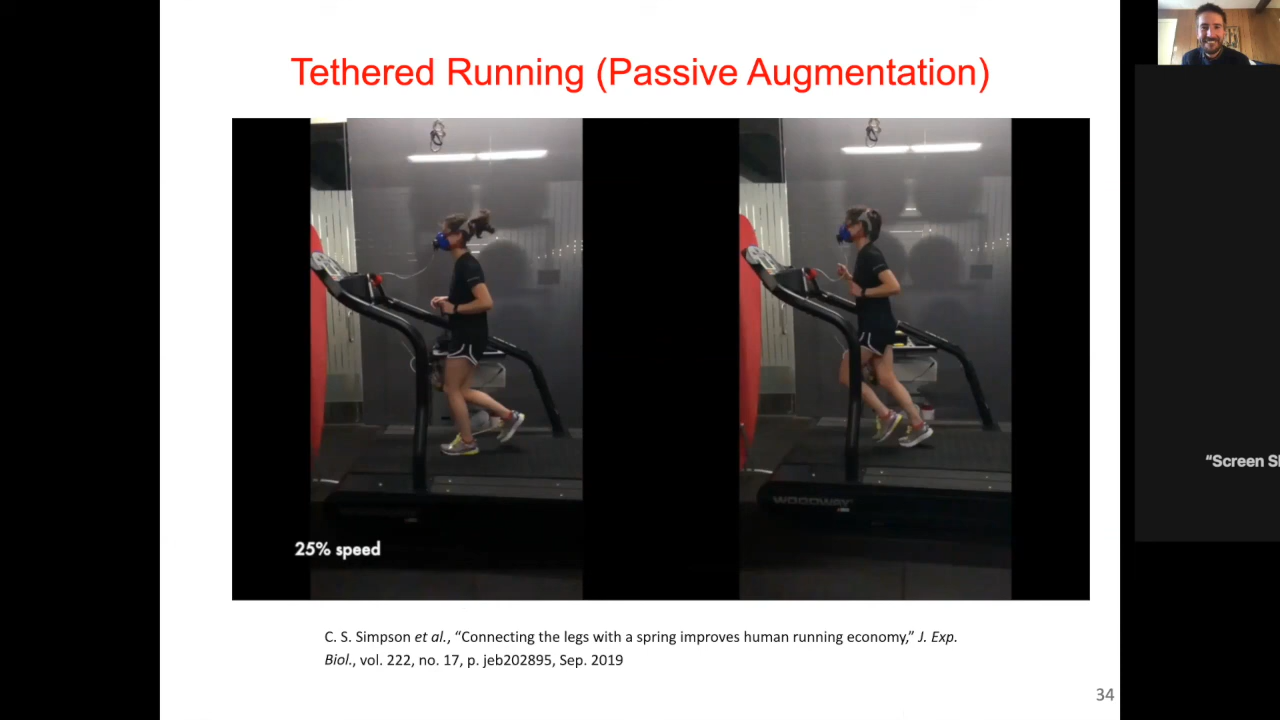 Tethered Running (Passive Augmentation)
WOODWAY
25% speed
"Screen S
C. S. Simpson et al., “Connecting the legs with a spring improves human running economy,” J. Exp.
Biol., vol. 222, no. 17, p. jeb202895, Sep. 2019
34